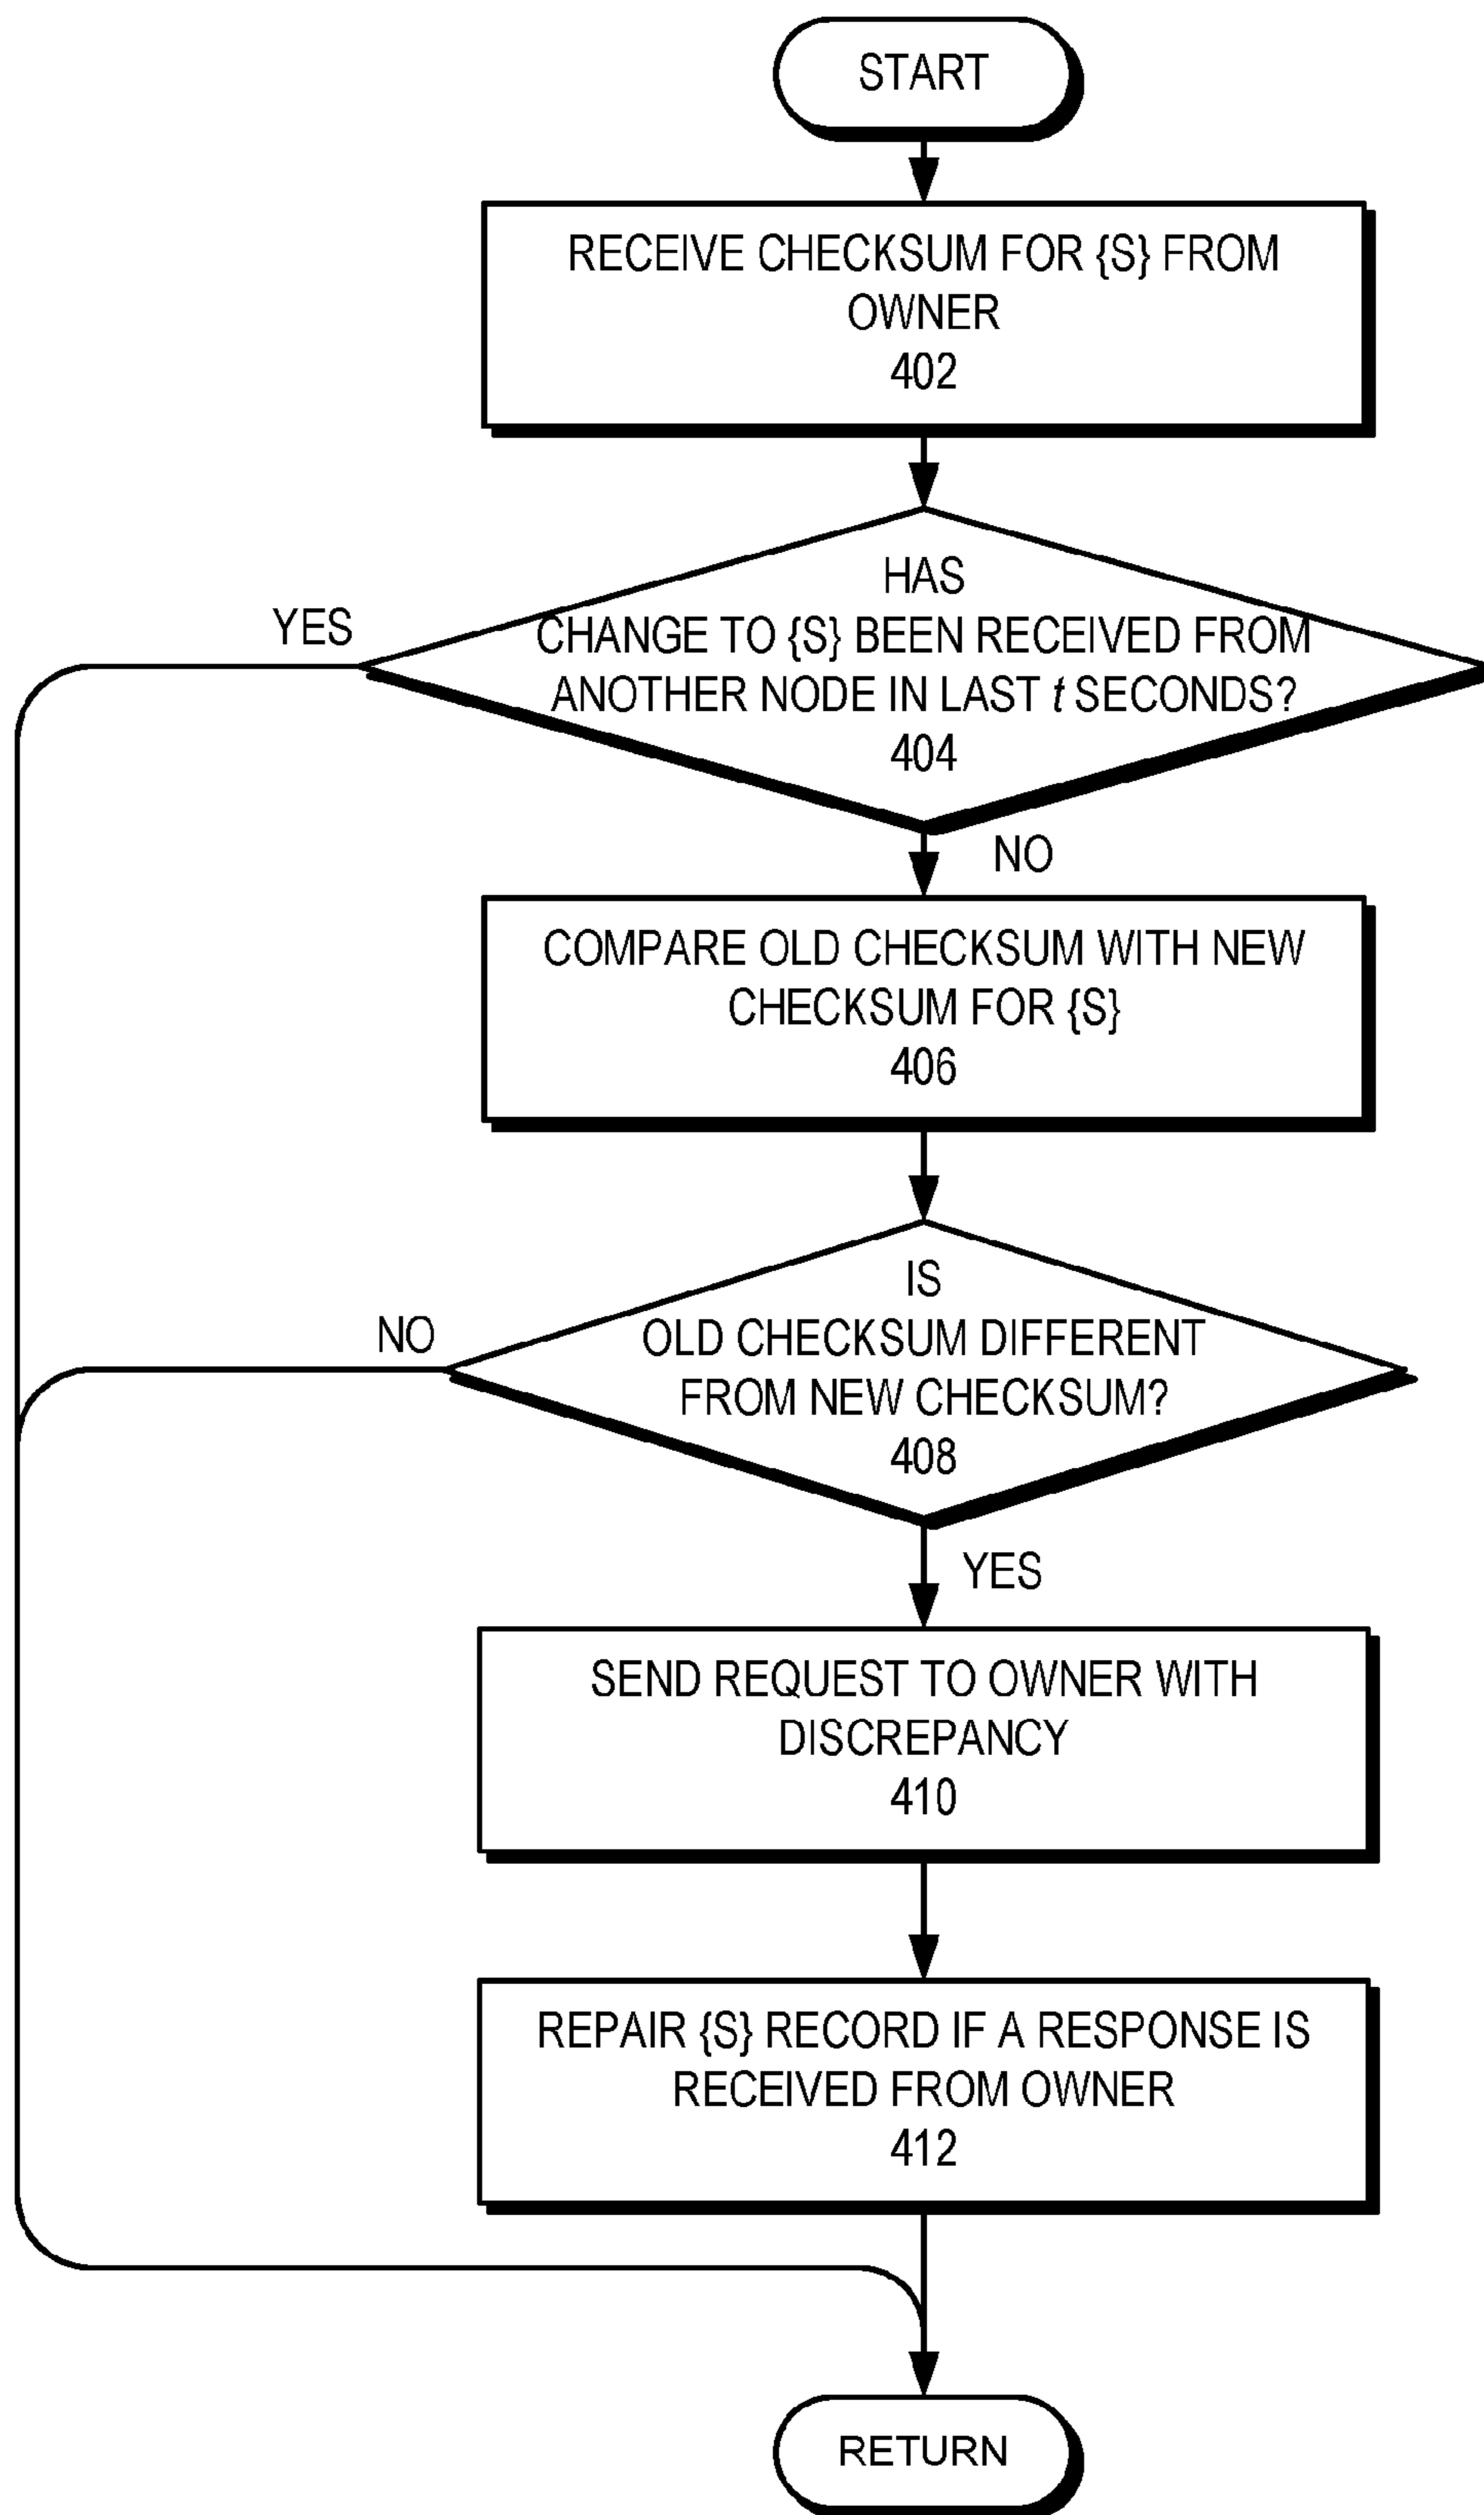 START
RECEIVE CHECKSUM FOR {S} FROM
OWNER
402
HAS
YES
CHANGE TO {S} BEEN RECEIVED FROM
ANOTHER NODE IN LAST t SECONDS?
404
NO
COMPARE OLD CHECKSUM WITH NEW
CHECKSUM FOR {S}
406
IS
NO
OLD CHECKSUM DIFFERENT
FROM NEW CHECKSUM?
408
YES
SEND REQUEST TO OWNER WITH
DISCREPANCY
410
REPAIR {S} RECORD IF A RESPONSE IS
RECEIVED FROM OWNER
412
RETURN